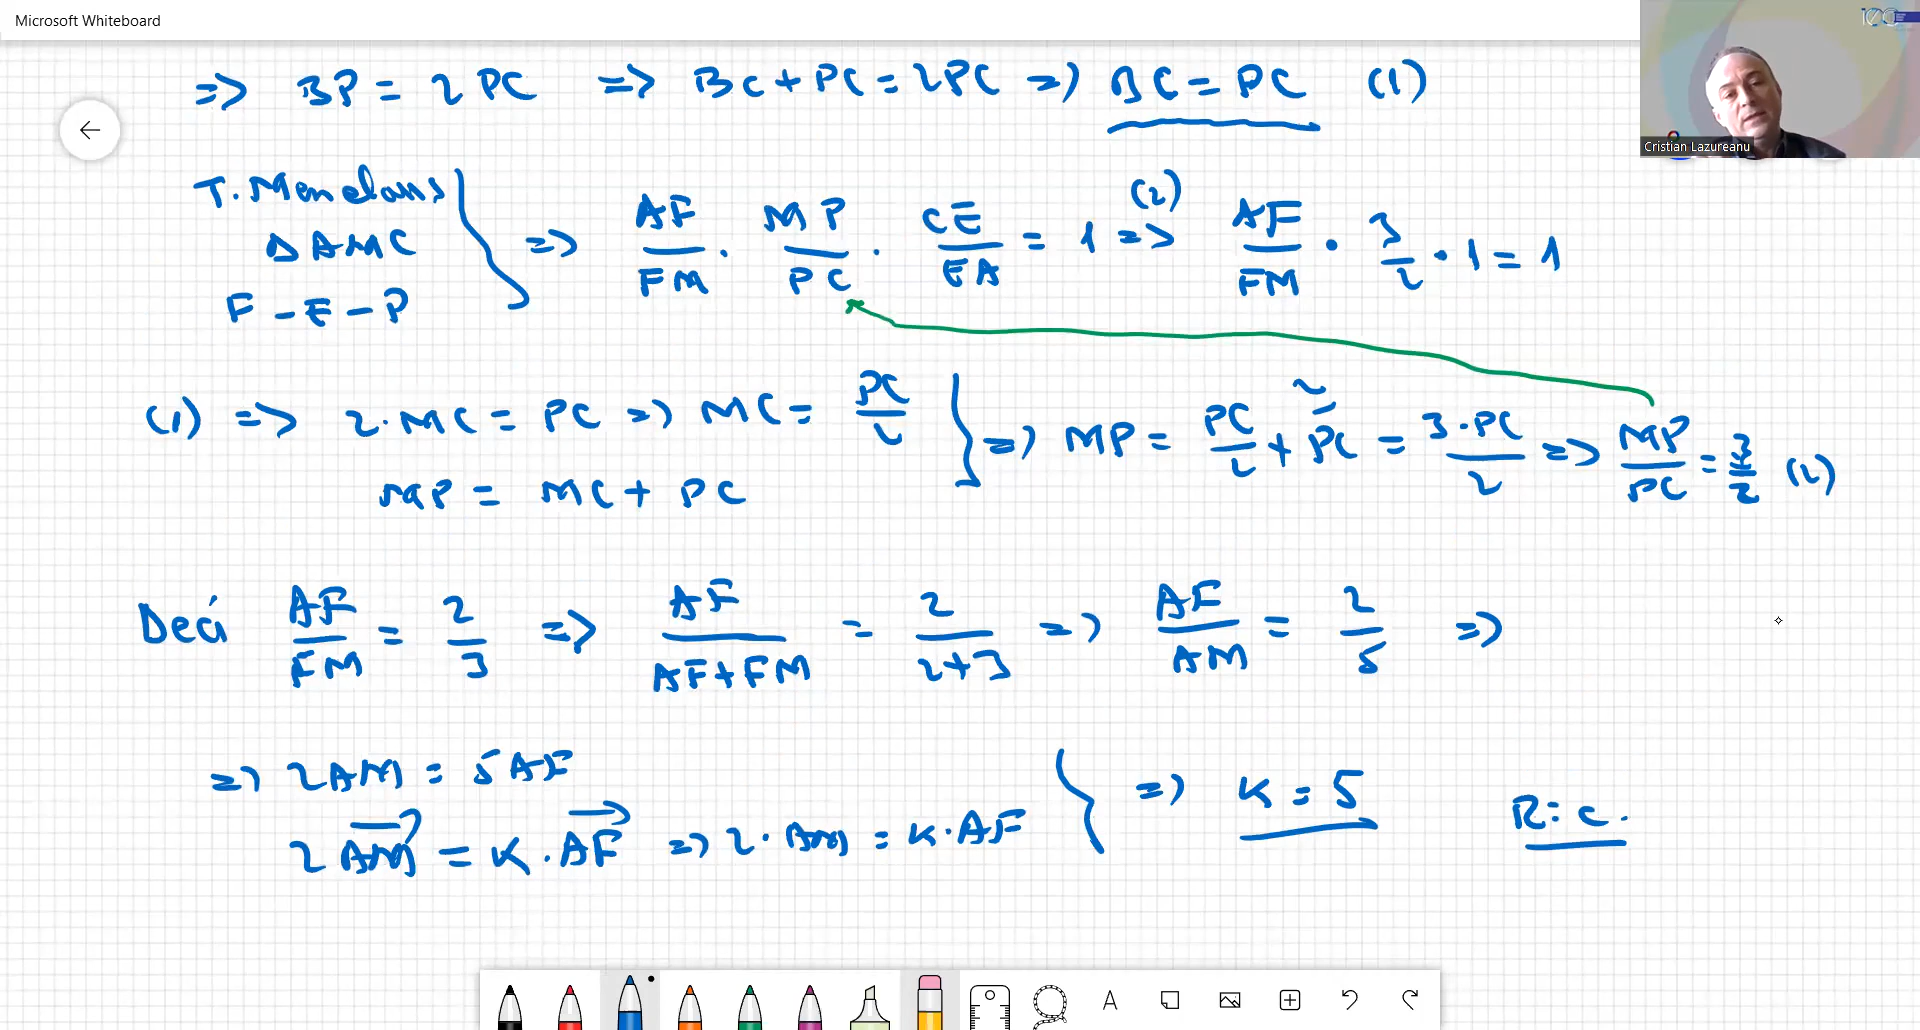 Microsoft Whiteboard
100
Cristian Lazureanu
=> BP = 2PC => BC + PC = 2PC => BC = PC (1)
T. Menelaus
Δ AMC
F - E - P
=> AF/FM · MP/PC · CE/EA = 1 (2) => AF/FM · 3/2 · 1 = 1
(1) => 2·MC = PC => MC = PC/2
MP = MC + PC
=> MP = PC/2 + 2) PC = 3·PC/2 => MP/PC = 3/2 (2)
Deci AF/FM = 2/3 => AF/AF+FM = 2/2+3 => AF/AM = 2/5 =>
=> 2AM = 5AF
2AM = K·AF => 2·AM = K·AF
=> K = 5
R: c.
A